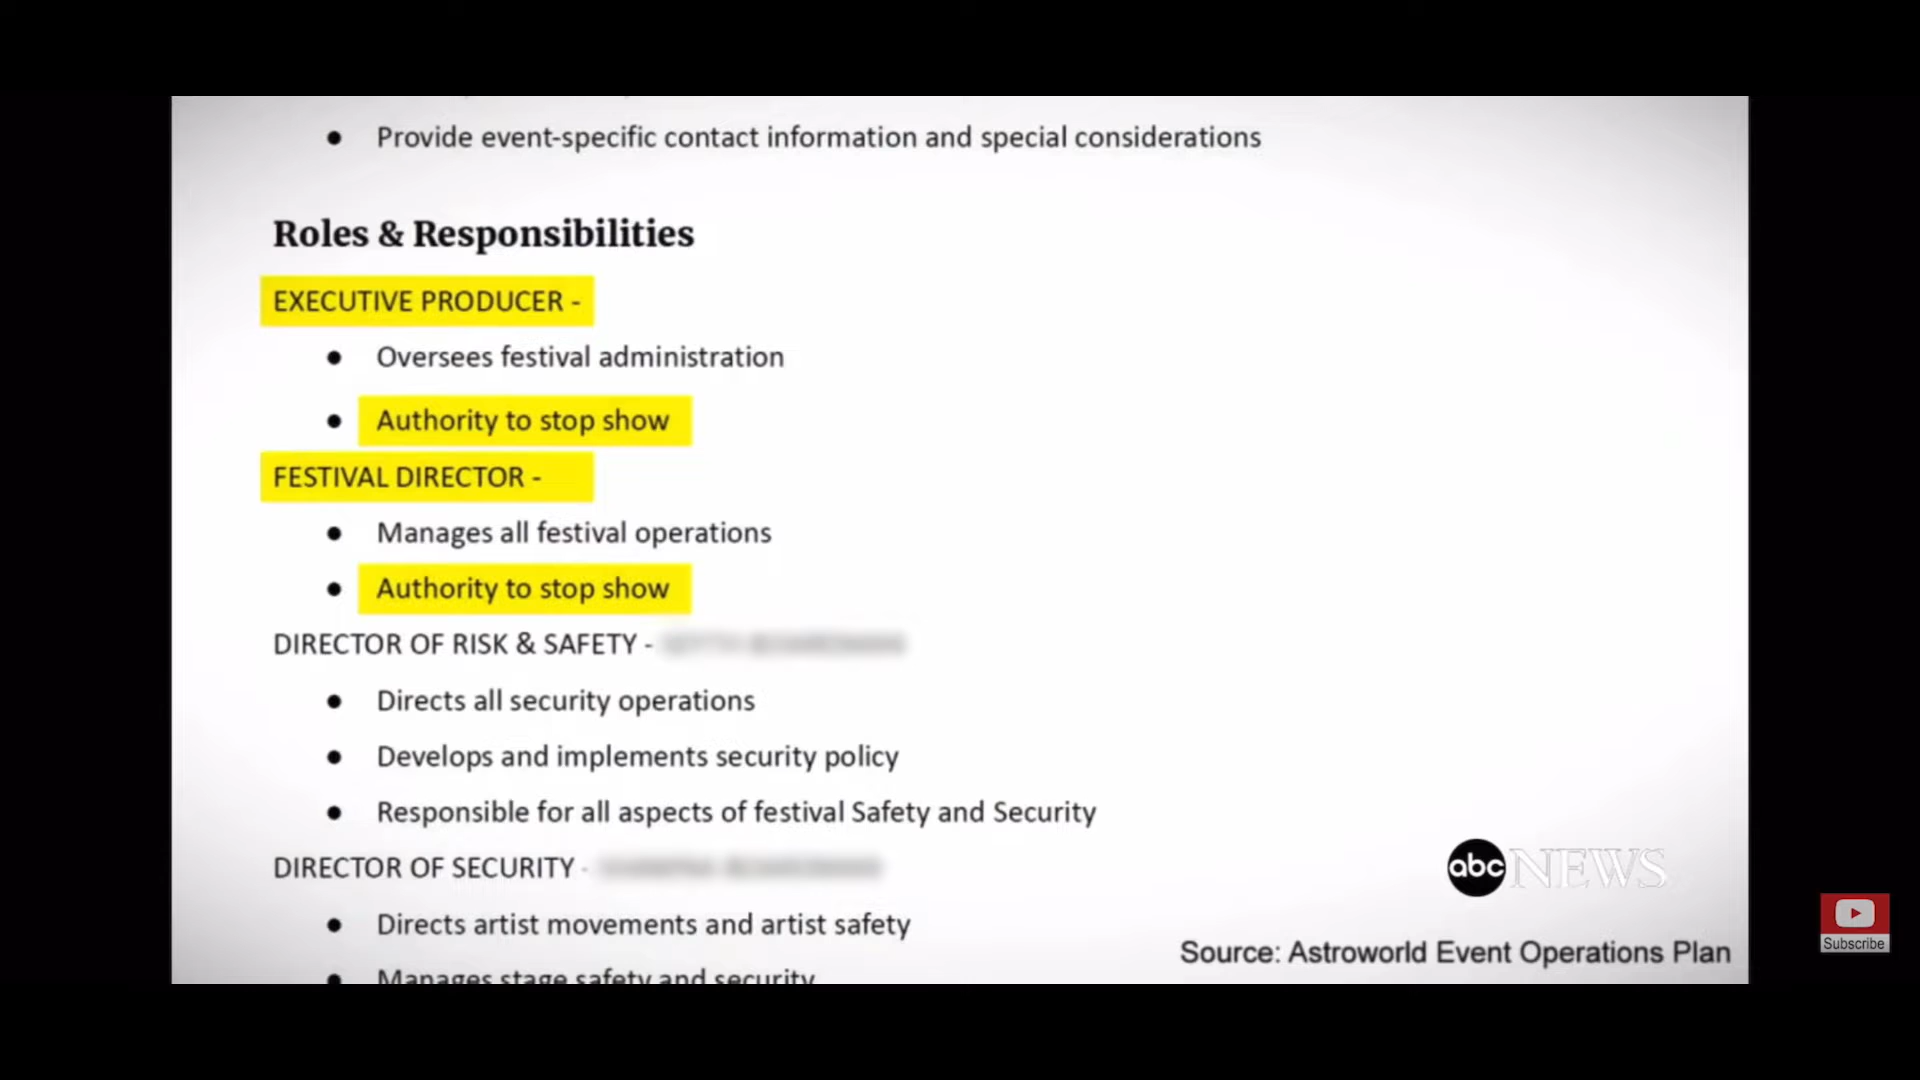 ● Provide event-specific contact information and special considerations
Roles & Responsibilities
EXECUTIVE PRODUCER -
● Oversees festival administration
● Authority to stop show
FESTIVAL DIRECTOR -
● Manages all festival operations
● Authority to stop show
DIRECTOR OF RISK & SAFETY -
● Directs all security operations
● Develops and implements security policy
● Responsible for all aspects of festival Safety and Security
DIRECTOR OF SECURITY -
● Directs artist movements and artist safety
● Manages stage safety and security
abc NEWS
Source: Astroworld Event Operations Plan
Subscribe